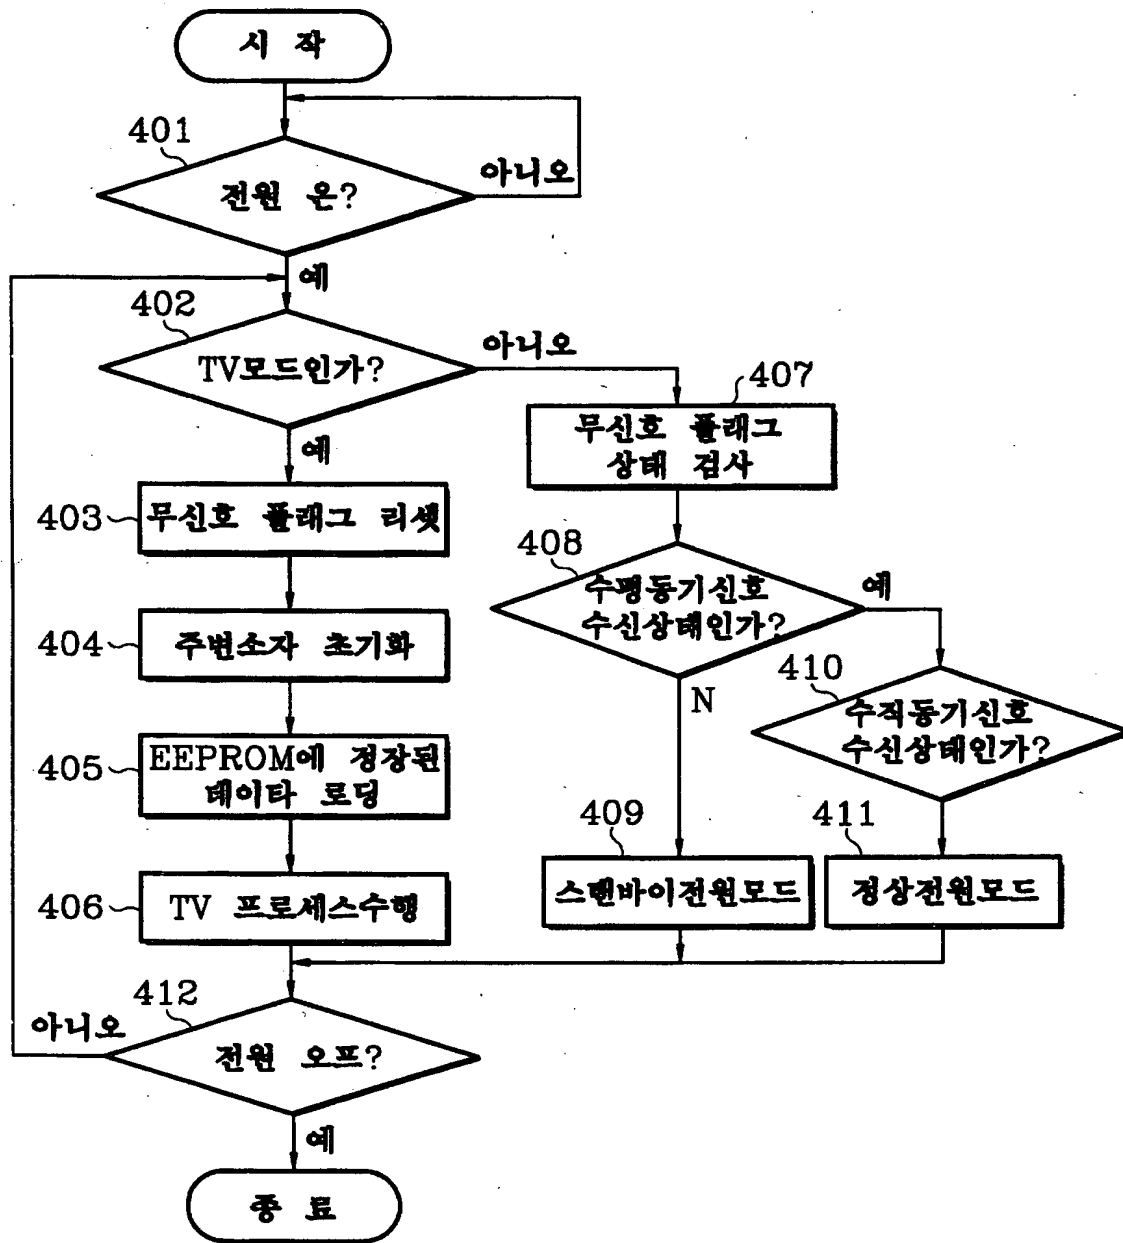 시 작
401
전원 온?
아니오
예
402
TV모드인가?
아니오
예
407
무신호 플래그
상태 검사
403
무신호 플래그 리셋
408
수평동기신호
수신상태인가?
예
N
404
주변소자 초기화
410
수직동기신호
수신상태인가?
405
EEPROM에 정장된
테이타 로딩
409
스탠바이전원모드
411
정상전원모드
406
TV 프로세스수행
412
아니오
전원 오프?
예
종 료